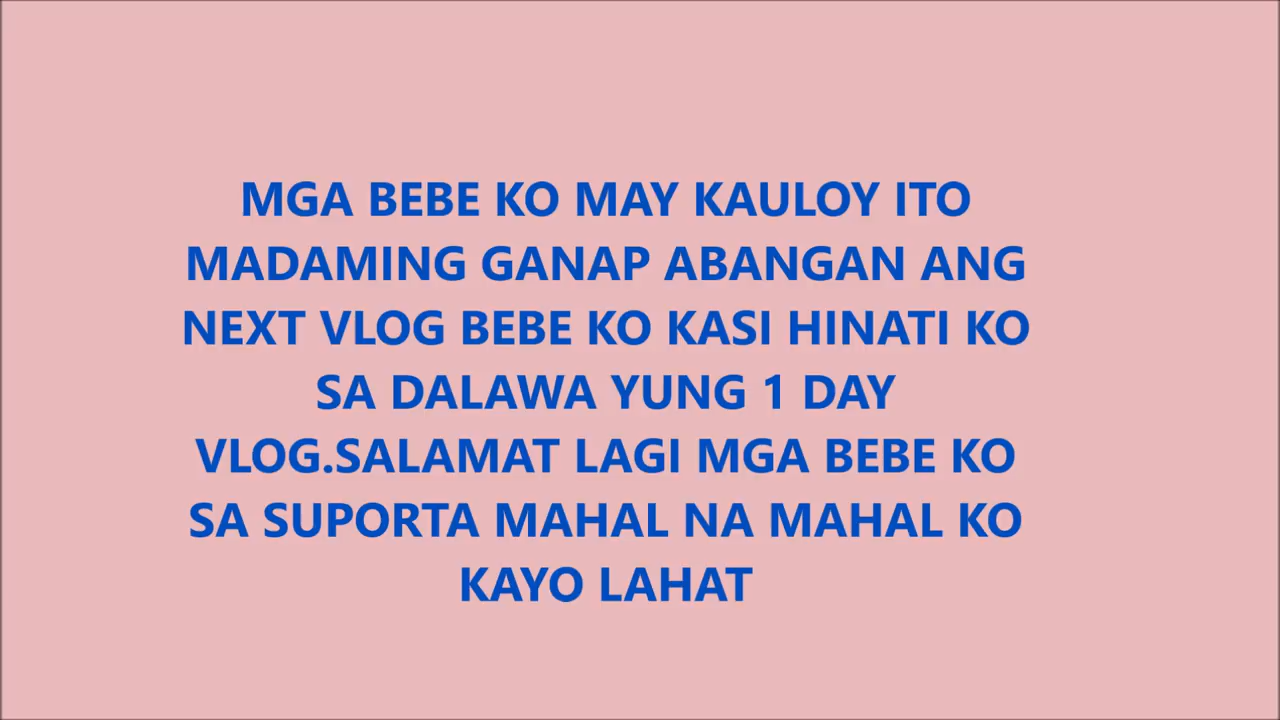 MGA BEBE KO MAY KAULOY ITO
MADAMING GANAP ABANGAN ANG
NEXT VLOG BEBE KO KASI HINATI KO
SA DALAWA YUNG 1 DAY
VLOG.SALAMAT LAGI MGA BEBE KO
SA SUPORTA MAHAL NA MAHAL KO
KAYO LAHAT